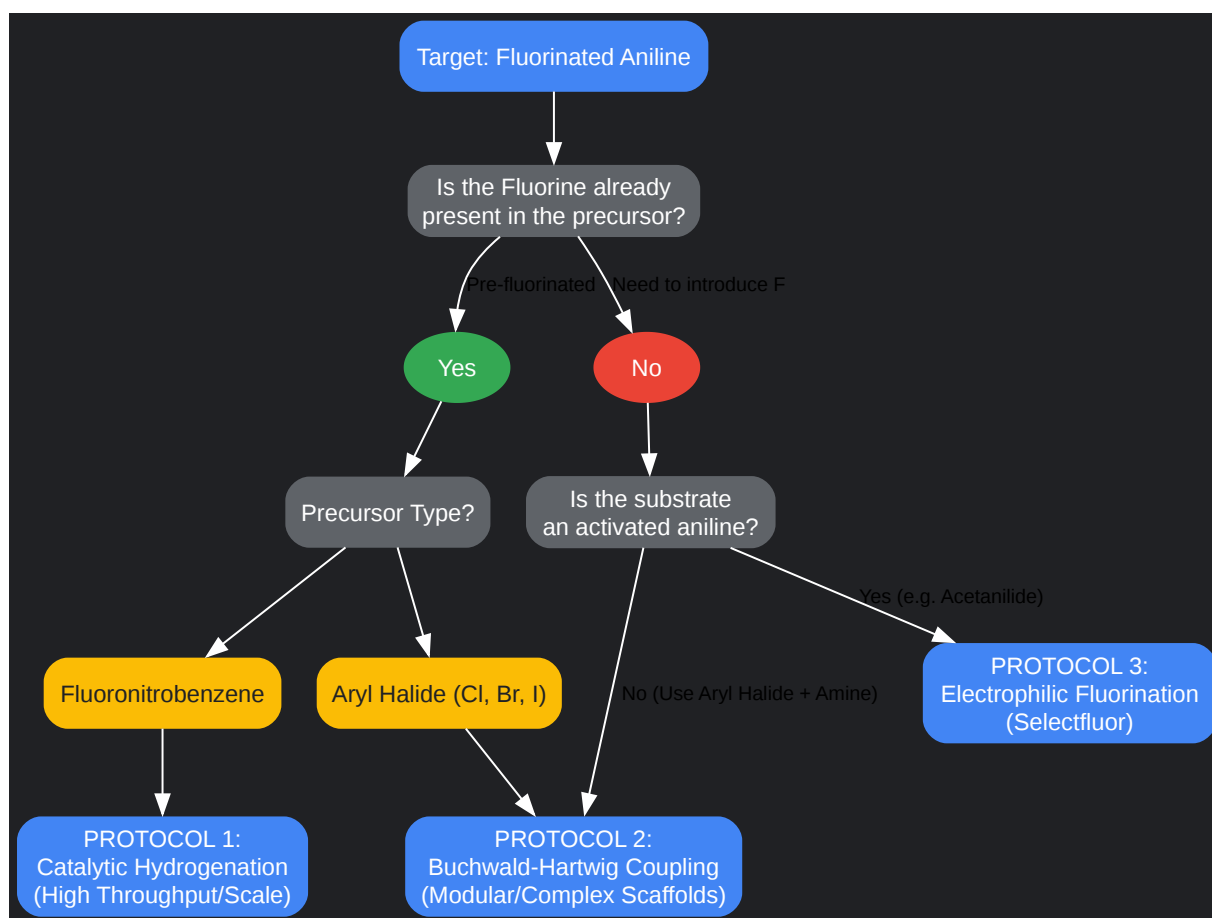 Target: Fluorinated Aniline
Is the Fluorine already
present in the precursor?
Pre-fluorinated
Need to introduce F
Yes
No
Precursor Type?
Is the substrate
an activated aniline?
Yes (e.g. Acetanilide)
Fluoronitrobenzene
Aryl Halide (Cl, Br, I)
No (Use Aryl Halide + Amine)
PROTOCOL 3:
Electrophilic Fluorination
(Selectfluor)
PROTOCOL 1:
Catalytic Hydrogenation
(High Throughput/Scale)
PROTOCOL 2:
Buchwald-Hartwig Coupling
(Modular/Complex Scaffolds)